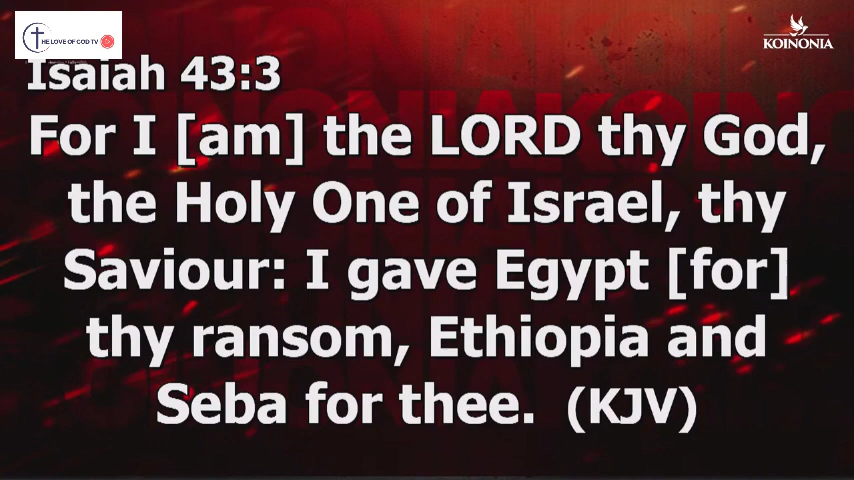 THE LOVE OF GOD TV
KOINONIA
Isaiah 43:3
For I [am] the LORD thy God,
the Holy One of Israel, thy
Saviour: I gave Egypt [for]
thy ransom, Ethiopia and
Seba for thee. (KJV)